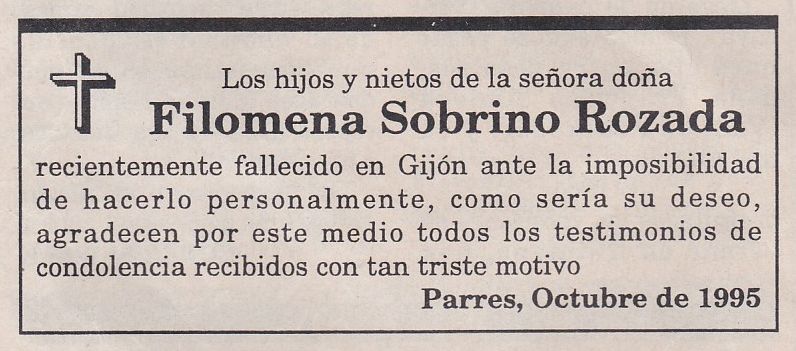 Los hijos y nietos de la señora doña
Filomena Sobrino Rozada
recientemente fallecido en Gijón ante la imposibilidad
de hacerlo personalmente, como sería su deseo,
agradecen por este medio todos los testimonios de
condolencia recibidos con tan triste motivo
Parres, Octubre de 1995